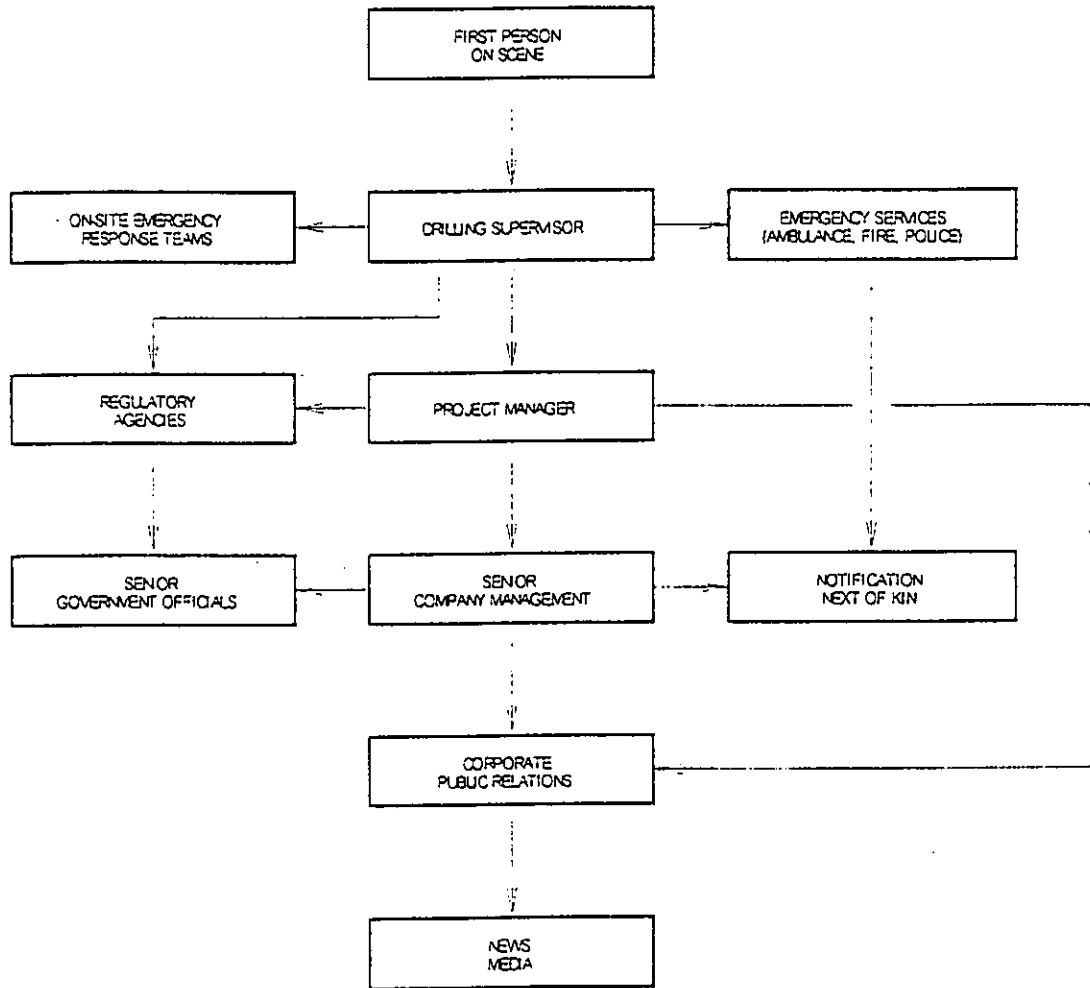 FIRST PERSON
ON SCENE
ON-SITE EMERGENCY
RESPONSE TEAMS
DRILLING SUPERVISOR
EMERGENCY SERVICES
(AMBULANCE, FIRE, POLICE)
REGULATORY
AGENCIES
PROJECT MANAGER
SENIOR
GOVERNMENT OFFICIALS
SENIOR
COMPANY MANAGEMENT
NOTIFICATION
NEXT OF KIN
CORPORATE
PUBLIC RELATIONS
NEWS
MEDIA